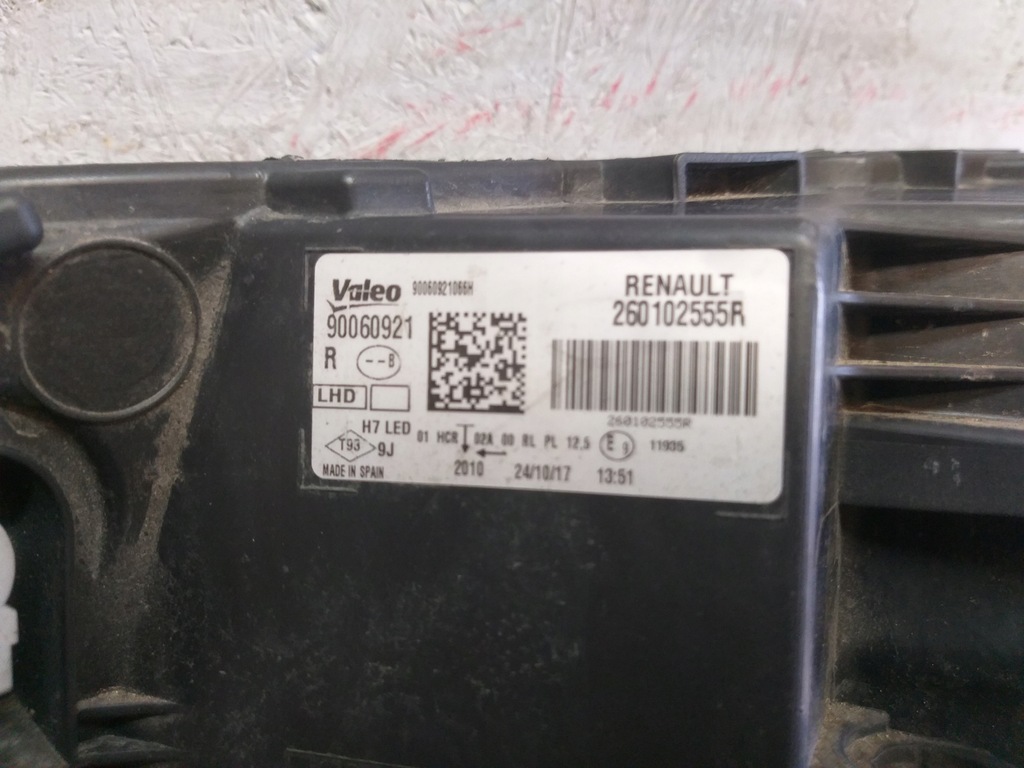 Valeo 90060921066H
90060921
R --B
LHD
RENAULT
260102555R
260102555R
H7 LED 01 HCR 02A 00 RL PL 12,5 E 9 11935
T93 9J
MADE IN SPAIN 2010 24/10/17 13:51